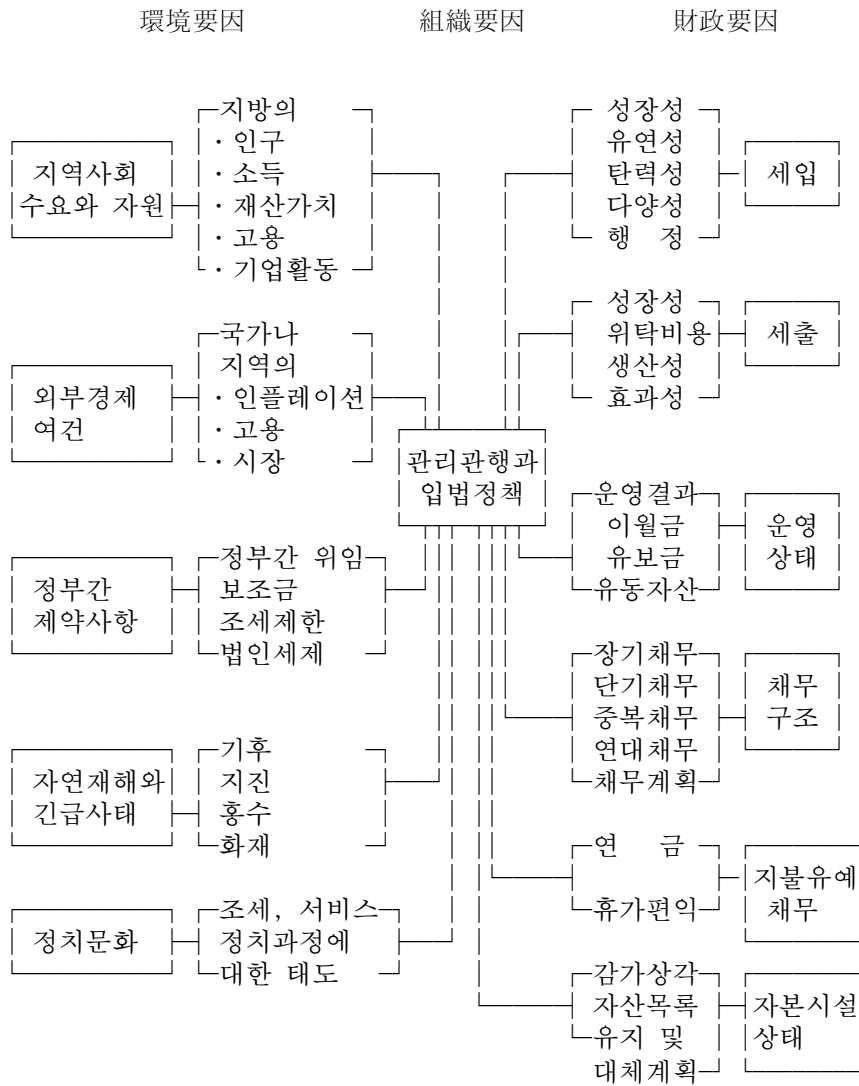 環境要因 組織要因 財政要因
지역사회
수요와 자원
지방의
· 인구
· 소득
· 재산가치
· 고용
· 기업활동
외부경제
여건
국가나
지역의
· 인플레이션
· 고용
· 시장
정부간
제약사항
정부간 위임
보조금
조세제한
법인세제
자연재해와
긴급사태
기후
지진
홍수
화재
정치문화
조세, 서비스
정치과정에
대한 태도
관리관행과
입법정책
성장성
유연성
탄력성
다양성
행 정
세입
성장성
위탁비용
생산성
효과성
세출
운영결과
이월금
유보금
유동자산
운영
상태
장기채무
단기채무
중복채무
연대채무
채무계획
채무
구조
연 금
휴가편익
지불유예
채무
감가상각
자산목록
유지 및
대체계획
자본시설
상태